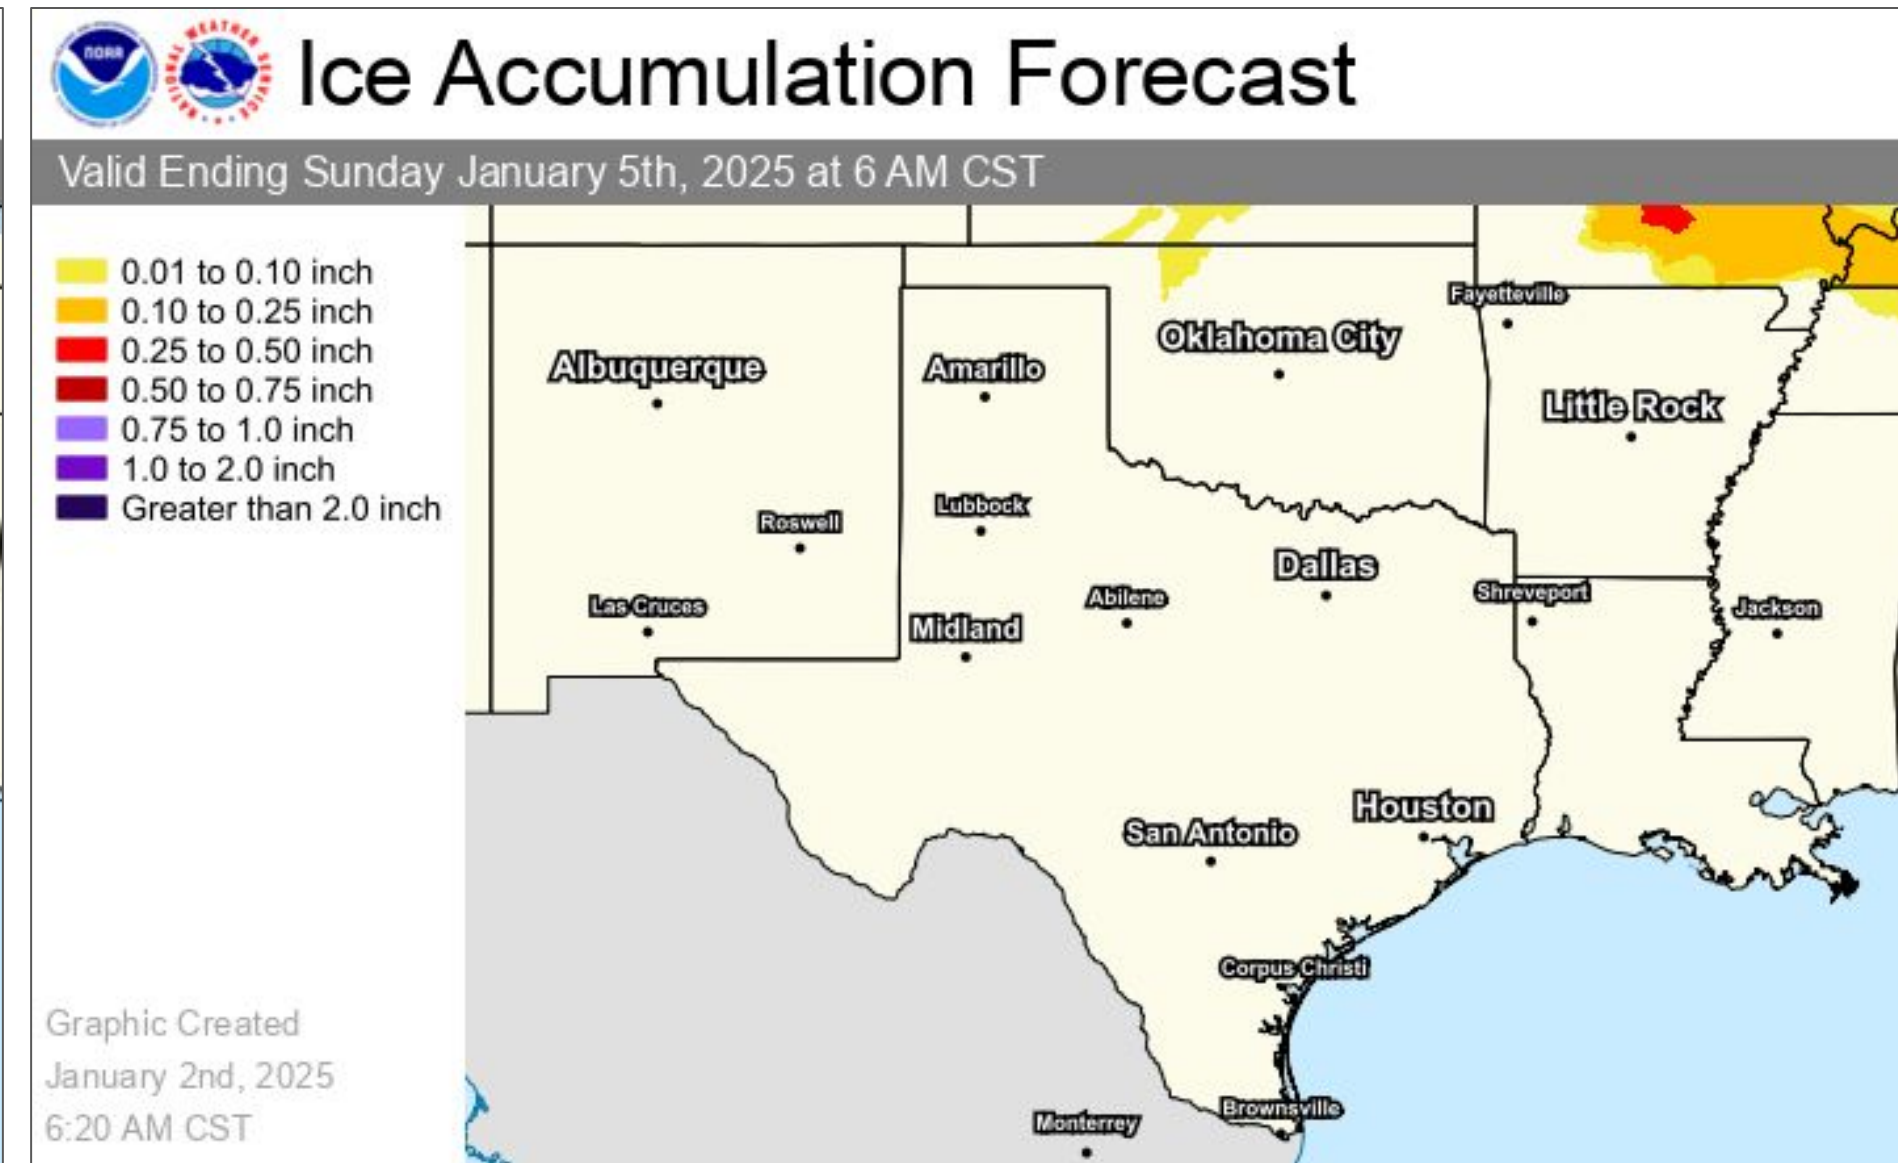 noaa
NATIONAL WEATHER SERVICE
Ice Accumulation Forecast
Valid Ending Sunday January 5th, 2025 at 6 AM CST
0.01 to 0.10 inch
0.10 to 0.25 inch
0.25 to 0.50 inch
0.50 to 0.75 inch
0.75 to 1.0 inch
1.0 to 2.0 inch
Greater than 2.0 inch
Fayetteville
Oklahoma City
Albuquerque
Amarillo
Little Rock
Lubbock
Roswell
Dallas
Shreveport
Abilene
Las Cruces
Jackson
Midland
Houston
San Antonio
Corpus Christi
Brownsville
Monterrey
Graphic Created
January 2nd, 2025
6:20 AM CST